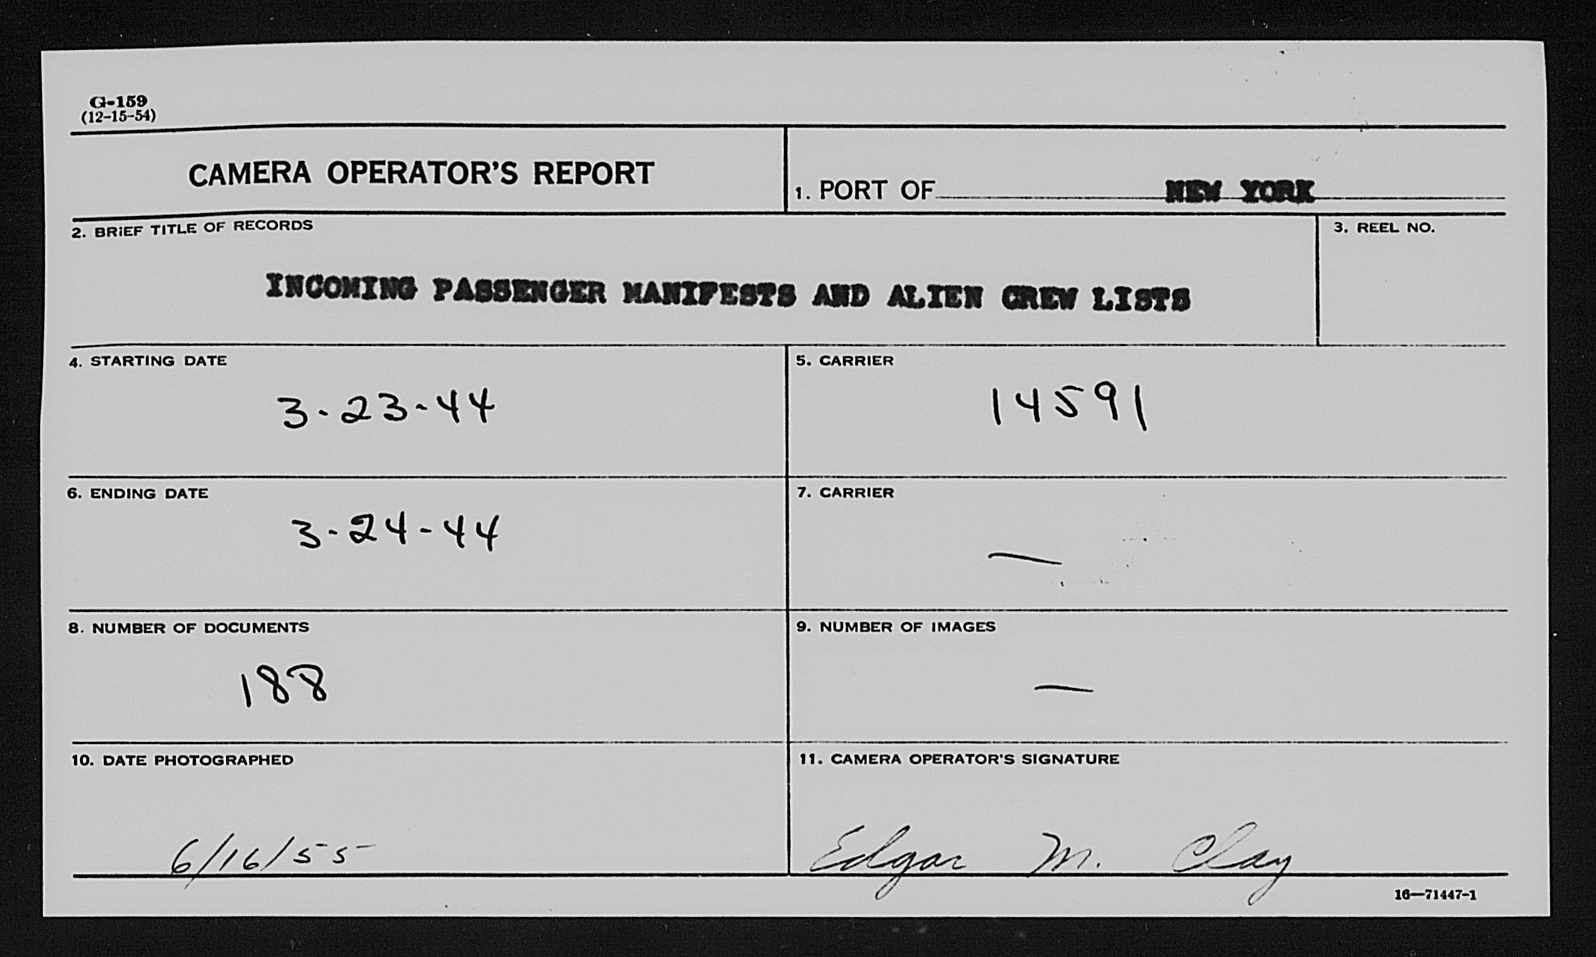 G-159
(12-15-54)
CAMERA OPERATOR'S REPORT
1. PORT OF NEW YORK
2. BRIEF TITLE OF RECORDS
INCOMING PASSENGER MANIFESTS AND ALIEN CREW LISTS
3. REEL NO.
4. STARTING DATE
3-23-44
5. CARRIER
14591
6. ENDING DATE
3-24-44
7. CARRIER
—
8. NUMBER OF DOCUMENTS
188
9. NUMBER OF IMAGES
—
10. DATE PHOTOGRAPHED
6/16/55
11. CAMERA OPERATOR'S SIGNATURE
Edgar M. Clay
16—71447-1